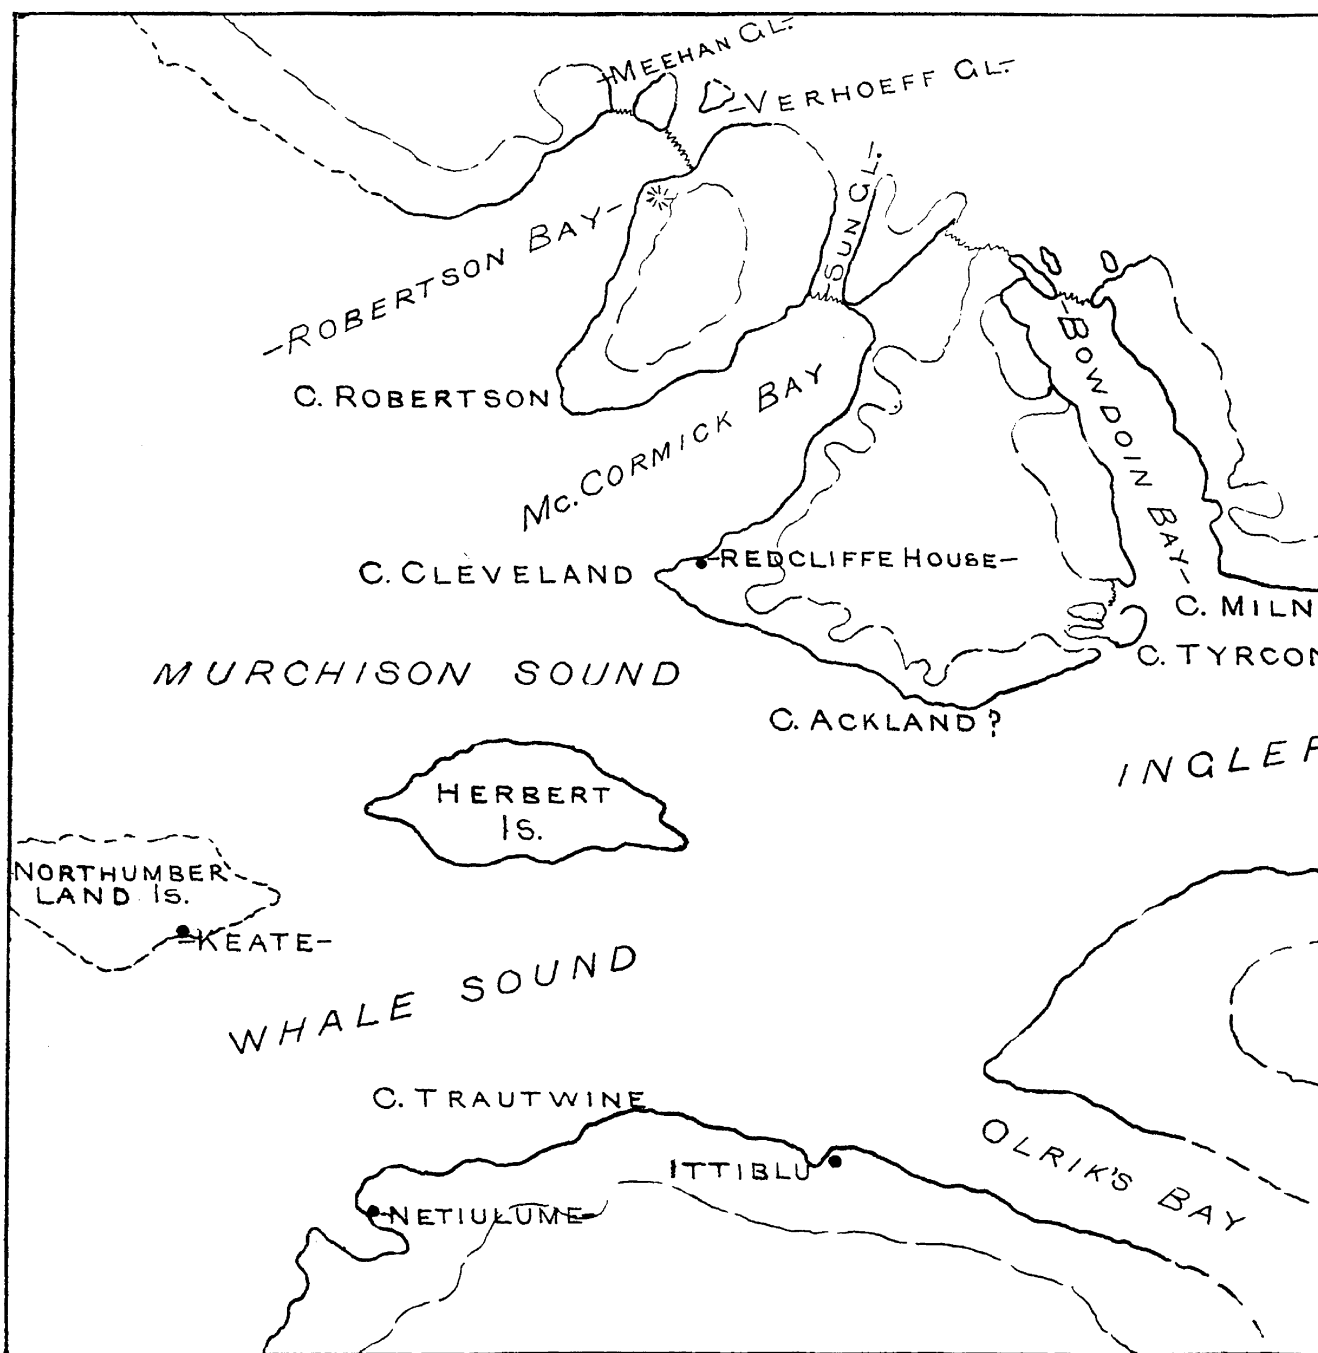 MEEHAN GL.
VERHOEFF GL.
SUN GL.
ROBERTSON BAY
C. ROBERTSON
Mc. CORMICK BAY
BOWDOIN BAY
C. CLEVELAND
REDCLIFFE HOUSE
C. MILN
C. TYRCON
MURCHISON SOUND
C. ACKLAND?
INGLEF
HERBERT
IS.
NORTHUMBER
LAND IS.
KEATE
WHALE SOUND
C. TRAUTWINE
ITTIBLU
OLRIK'S BAY
NETIULUME